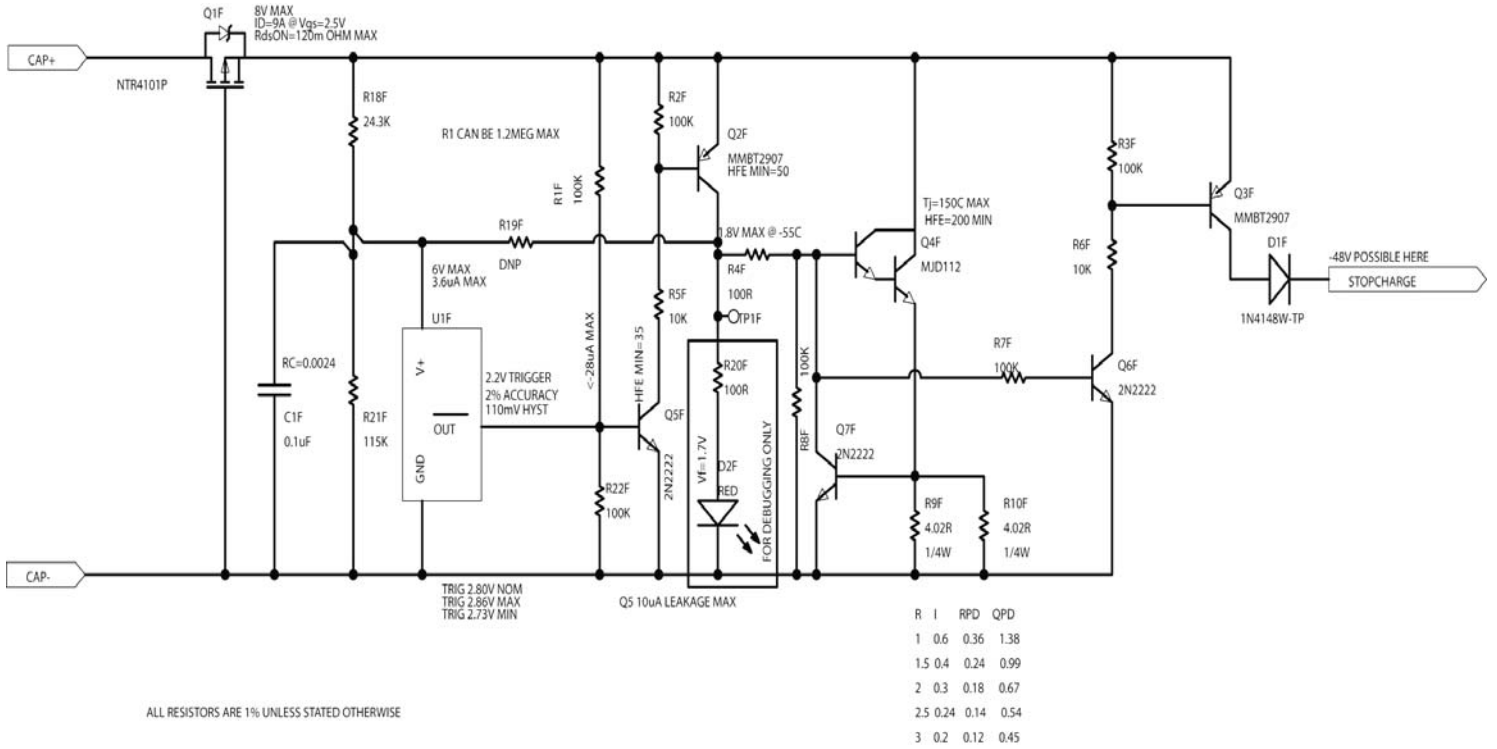 Q1F
8V MAX
ID=9A @ Vgs=2.5V
RdsON=120m OHM MAX
CAP+
NTR4101P
R18F
24.3K
R1 CAN BE 1.2MEG MAX
R1F
100K
R2F
100K
Q2F
MMBT2907
HFE MIN=50
R3F
100K
Q3F
MMBT2907
Tj=150C MAX
HFE=200 MIN
Q4F
MJD112
R19F
DNP
1.8V MAX @ -55C
R4F
100R
R6F
10K
D1F
1N4148W-TP
-48V POSSIBLE HERE
STOPCHARGE
6V MAX
3.6uA MAX
U1F
V+
OUT
GND
2.2V TRIGGER
2% ACCURACY
110mV HYST
<-28uA MAX
R5F
10K
HFE MIN=35
TP1F
RC=0.0024
C1F
0.1uF
R21F
115K
R20F
100R
100K
R8F
R7F
100K
Q6F
2N2222
Q5F
2N2222
Vf=1.7V
D2F
RED
FOR DEBUGGING ONLY
Q7F
2N2222
R22F
100K
R9F
4.02R
1/4W
R10F
4.02R
1/4W
CAP-
TRIG 2.80V NOM
TRIG 2.86V MAX
TRIG 2.73V MIN
Q5 10uA LEAKAGE MAX
R I RPD QPD
1 0.6 0.36 1.38
1.5 0.4 0.24 0.99
2 0.3 0.18 0.67
2.5 0.24 0.14 0.54
3 0.2 0.12 0.45
ALL RESISTORS ARE 1% UNLESS STATED OTHERWISE